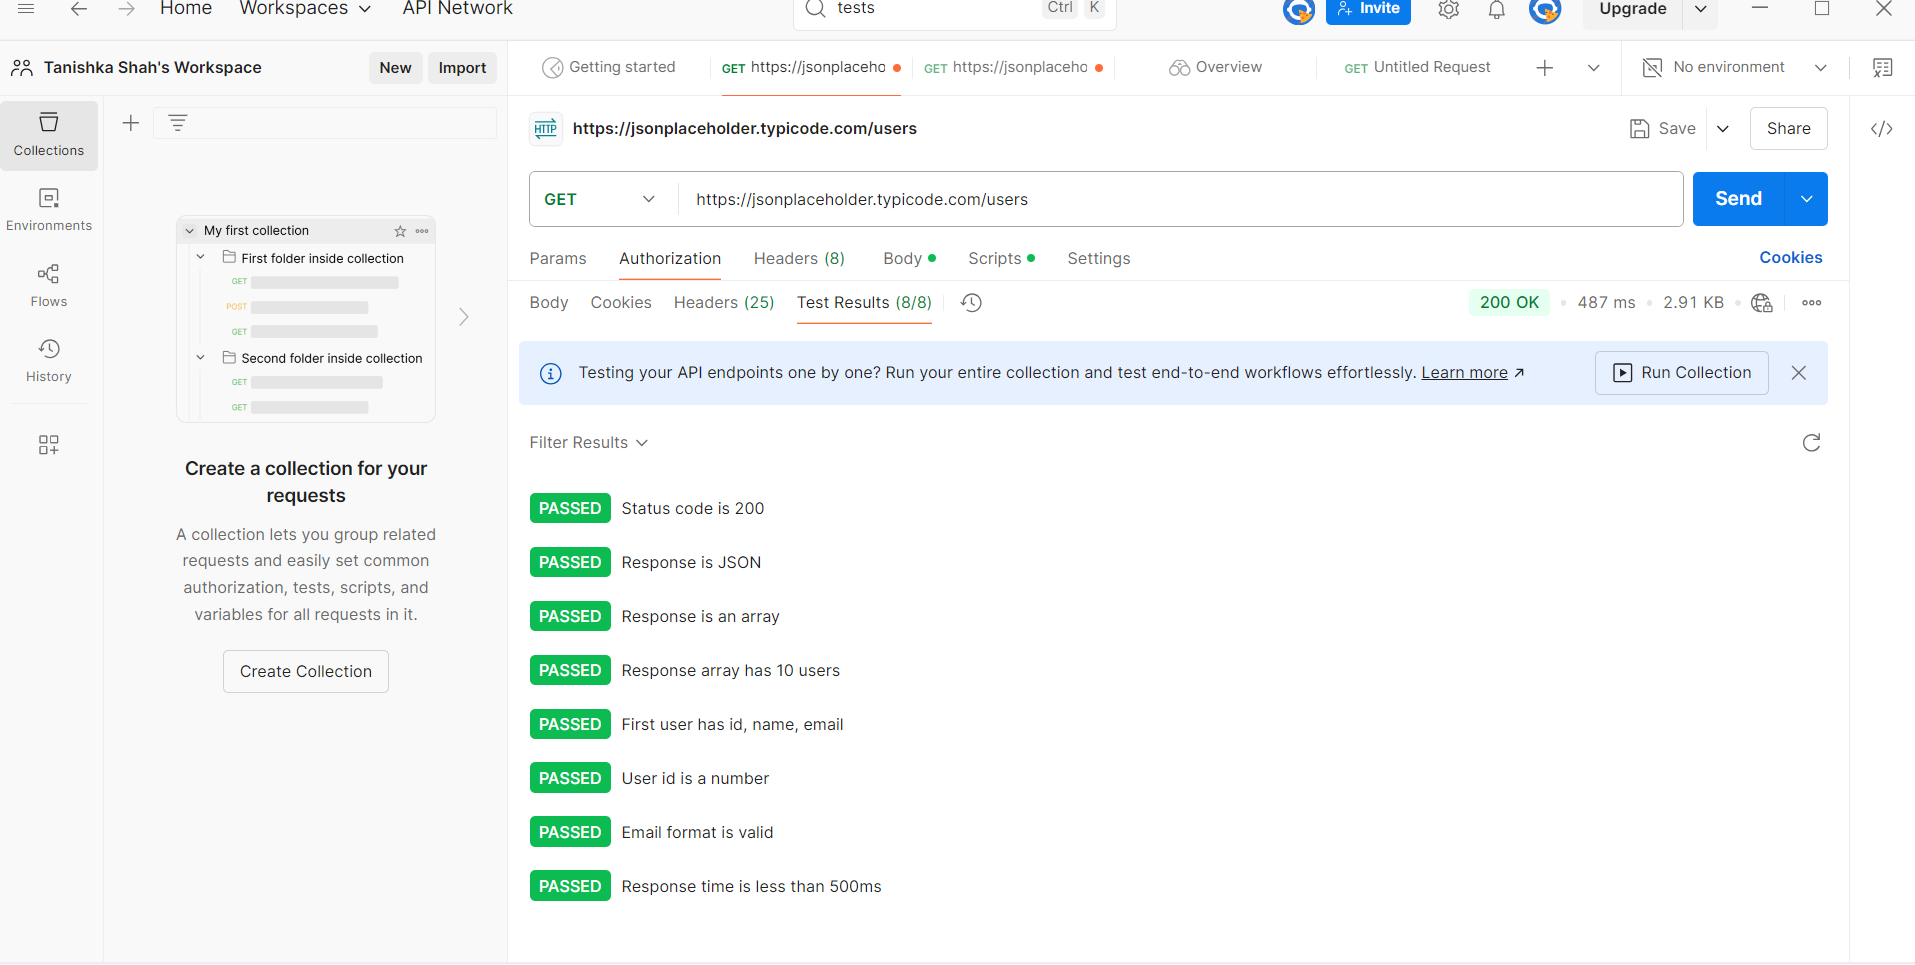 Home Workspaces API Network tests Ctrl K Invite Upgrade
Tanishka Shah's Workspace New Import
Getting started GET https://jsonplaceho GET https://jsonplaceho Overview GET Untitled Request No environment
Collections
Environments
Flows
History
My first collection
First folder inside collection
GET
POST
GET
Second folder inside collection
GET
GET
Create a collection for your
requests
A collection lets you group related
requests and easily set common
authorization, tests, scripts, and
variables for all requests in it.
Create Collection
HTTP https://jsonplaceholder.typicode.com/users Save Share
GET https://jsonplaceholder.typicode.com/users Send
Params Authorization Headers (8) Body Scripts Settings Cookies
Body Cookies Headers (25) Test Results (8/8) 200 OK 487 ms 2.91 KB
Testing your API endpoints one by one? Run your entire collection and test end-to-end workflows effortlessly. Learn more Run Collection
Filter Results
PASSED Status code is 200
PASSED Response is JSON
PASSED Response is an array
PASSED Response array has 10 users
PASSED First user has id, name, email
PASSED User id is a number
PASSED Email format is valid
PASSED Response time is less than 500ms